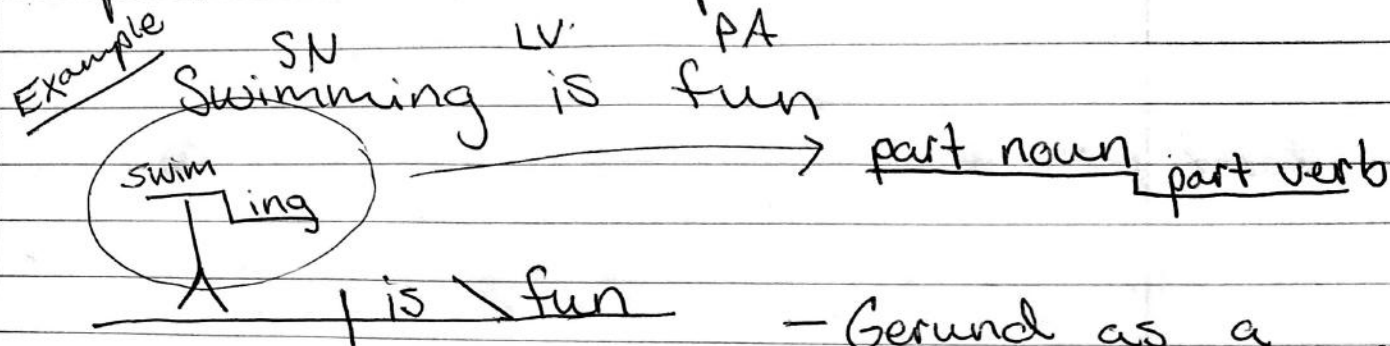 Example
SN LV PA
Swimming is fun
swim
ing
part noun part verb
is \ fun
- Gerund as a